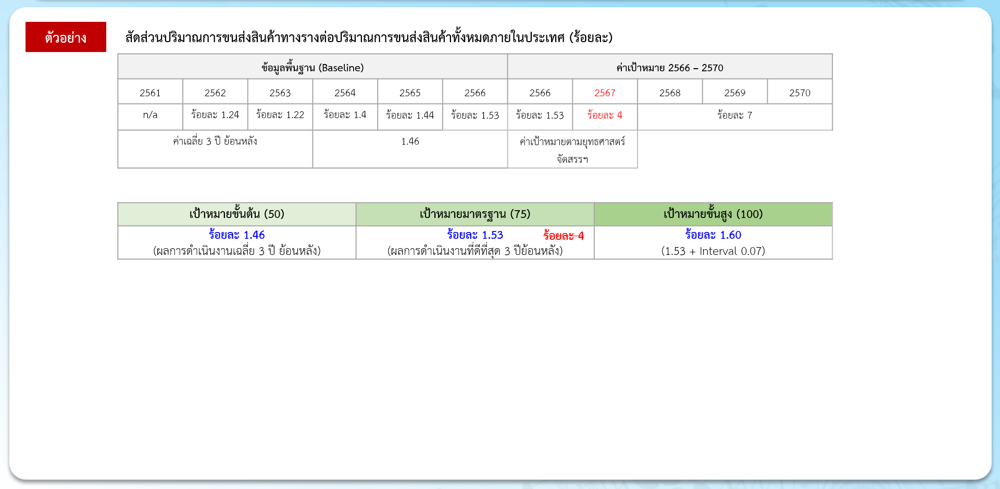 ตัวอย่าง
สัดส่วนปริมาณการขนส่งสินค้าทางรางต่อปริมาณการขนส่งสินค้าทั้งหมดภายในประเทศ (ร้อยละ)
ข้อมูลพื้นฐาน (Baseline) ค่าเป้าหมาย 2566 – 2570
2561 2562 2563 2564 2565 2566 2566 2567 2568 2569 2570
n/a ร้อยละ 1.24 ร้อยละ 1.22 ร้อยละ 1.4 ร้อยละ 1.44 ร้อยละ 1.53 ร้อยละ 1.53 ร้อยละ 4 ร้อยละ 7
ค่าเฉลี่ย 3 ปี ย้อนหลัง 1.46 ค่าเป้าหมายตามยุทธศาสตร์
จัดสรรฯ
เป้าหมายขั้นต้น (50) เป้าหมายมาตรฐาน (75) เป้าหมายขั้นสูง (100)
ร้อยละ 1.46 ร้อยละ 1.53 ร้อยละ 4 ร้อยละ 1.60
(ผลการดำเนินงานเฉลี่ย 3 ปี ย้อนหลัง) (ผลการดำเนินงานที่ดีที่สุด 3 ปีย้อนหลัง) (1.53 + Interval 0.07)